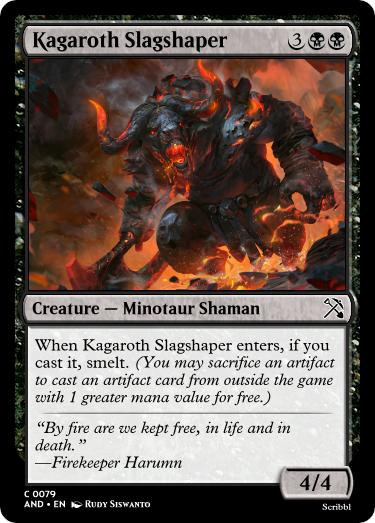 Kagaroth Slagshaper 3
Creature — Minotaur Shaman
When Kagaroth Slagshaper enters, if you
cast it, smelt. (You may sacrifice an artifact
to cast an artifact card from outside the game
with 1 greater mana value for free.)
“By fire are we kept free, in life and in
death.”
—Firekeeper Harumn
4/4
C 0079
AND • EN Rudy Siswanto
Scribbl